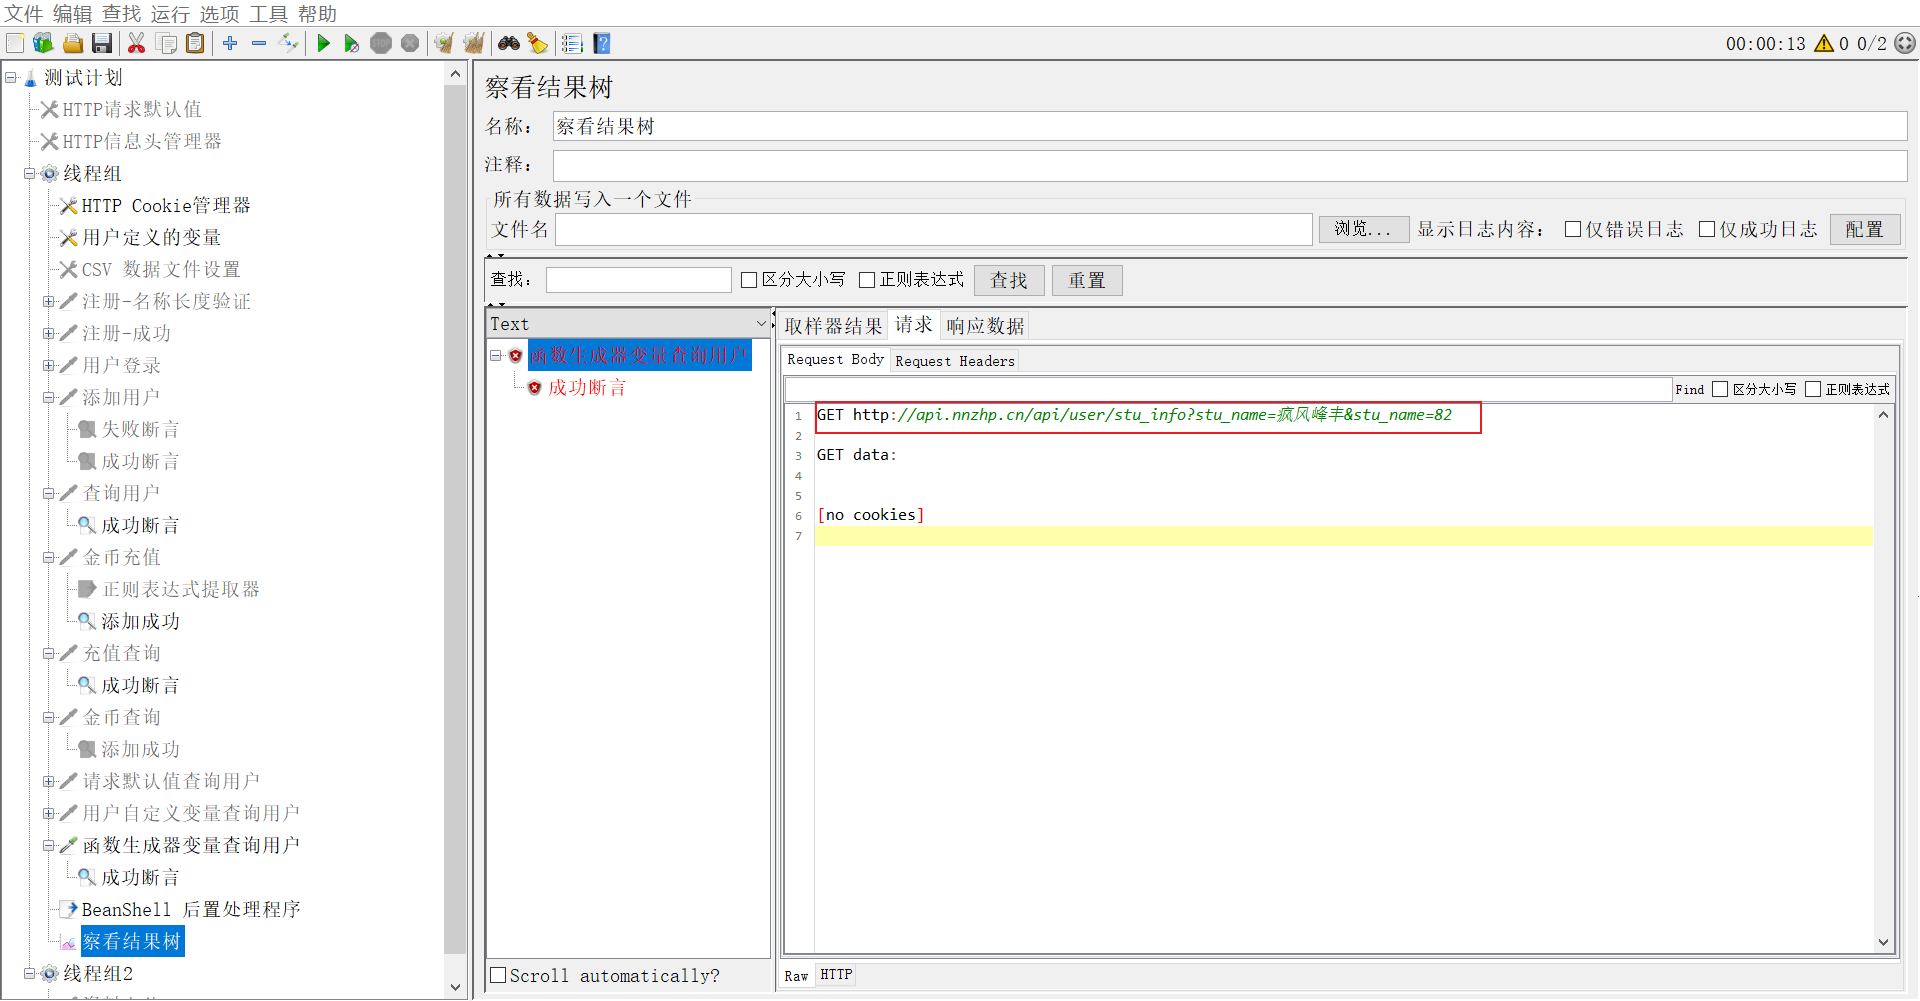 文件 编辑 查找 运行 选项 工具 帮助
00:00:13 0 0/2
测试计划
HTTP请求默认值
HTTP信息头管理器
线程组
HTTP Cookie管理器
用户定义的变量
CSV 数据文件设置
注册-名称长度验证
注册-成功
用户登录
添加用户
失败断言
成功断言
查询用户
成功断言
金币充值
正则表达式提取器
添加成功
充值查询
成功断言
金币查询
添加成功
请求默认值查询用户
用户自定义变量查询用户
函数生成器变量查询用户
成功断言
BeanShell 后置处理程序
察看结果树
线程组2
察看结果树
名称： 察看结果树
注释：
所有数据写入一个文件
文件名 浏览... 显示日志内容： 仅错误日志 仅成功日志 配置
查找： 区分大小写 正则表达式 查找 重置
Text
函数生成器变量查询用户
成功断言
Scroll automatically?
取样器结果 请求 响应数据
Request Body Request Headers
Find 区分大小写 正则表达式
1 GET http://api.nnzhp.cn/api/user/stu_info?stu_name=疯风峰丰&stu_name=82
2
3 GET data:
4
5
6 [no cookies]
7
Raw HTTP